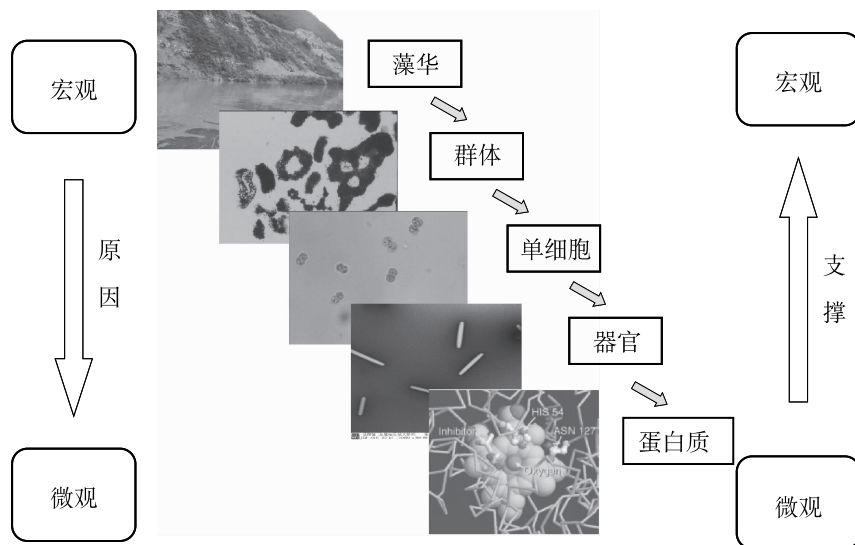 宏观
原
因
微观
藻华
群体
单细胞
器官
蛋白质
HIS 54
Inhibitor
ASN 127
Oxygen
宏观
支
撑
微观